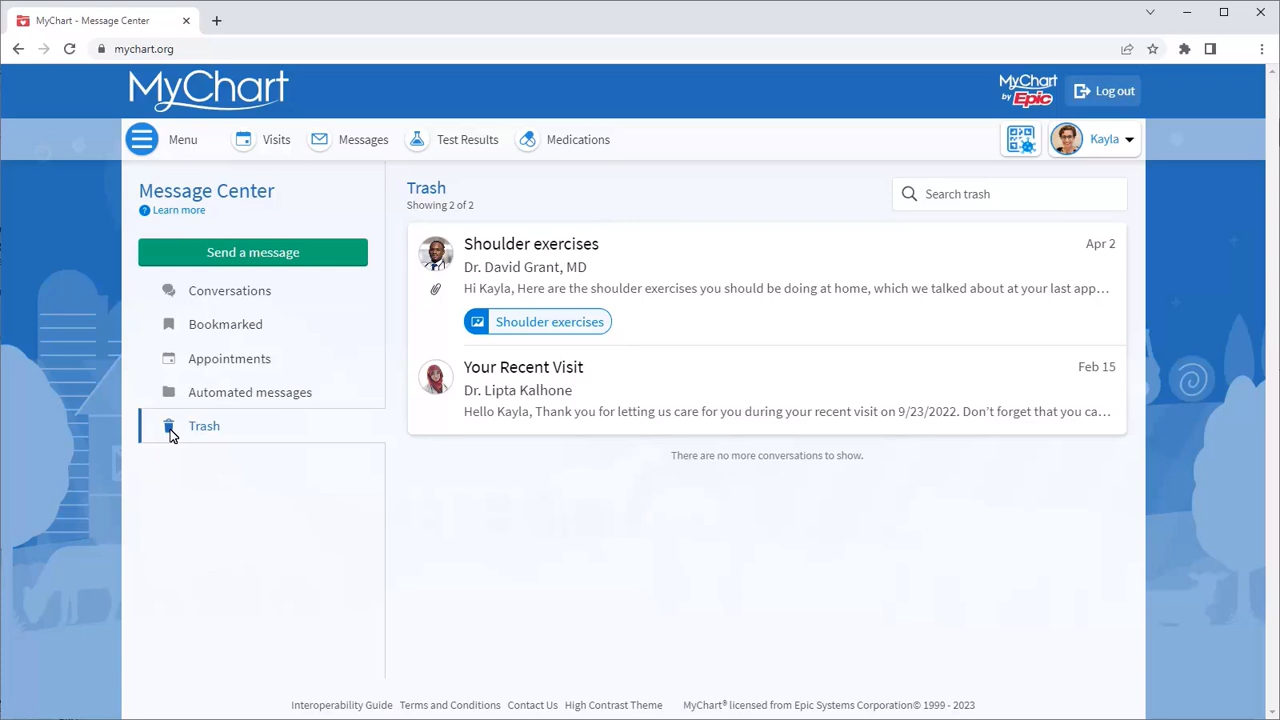 MyChart - Message Center
mychart.org
MyChart
MyChart
by Epic
Log out
Menu
Visits
Messages
Test Results
Medications
Kayla
Message Center
? Learn more
Send a message
Conversations
Bookmarked
Appointments
Automated messages
Trash
Trash
Showing 2 of 2
Search trash
Shoulder exercises
Apr 2
Dr. David Grant, MD
Hi Kayla, Here are the shoulder exercises you should be doing at home, which we talked about at your last app...
Shoulder exercises
Your Recent Visit
Feb 15
Dr. Lipta Kalhone
Hello Kayla, Thank you for letting us care for you during your recent visit on 9/23/2022. Don't forget that you ca...
There are no more conversations to show.
Interoperability Guide Terms and Conditions Contact Us High Contrast Theme MyChart® licensed from Epic Systems Corporation© 1999 - 2023